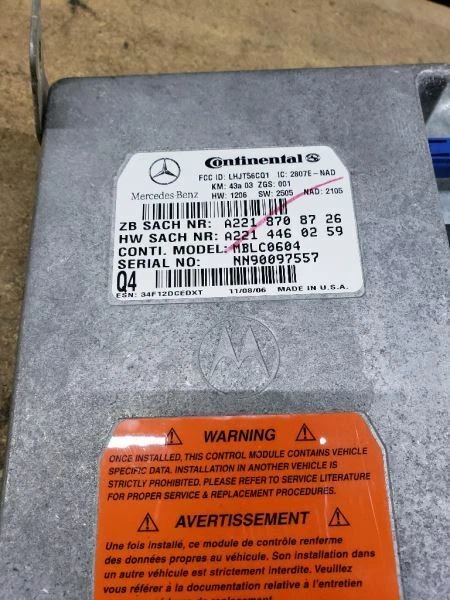 Continental
FCC ID: LHJT56CQ1 IC: 2807E-NAD
KM: 43a 03 ZGS: 001
Mercedes-Benz HW: 1206 SW: 2505 NAD: 2105
ZB SACH NR: A221 870 87 26
HW SACH NR: A221 446 02 59
CONTI. MODEL: MBLC0604
SERIAL NO: NN90097557
Q4
ESN: 34F12DCEDXT 11/08/06 MADE IN U.S.A.
WARNING
ONCE INSTALLED, THIS CONTROL MODULE CONTAINS VEHICLE
SPECIFIC DATA. INSTALLATION IN ANOTHER VEHICLE IS
STRICTLY PROHIBITED. PLEASE REFER TO SERVICE LITERATURE
FOR PROPER SERVICE & REPLACEMENT PROCEDURES.
AVERTISSEMENT
Une fois installé, ce module de contrôle renferme
des données propres au véhicule. Son installation dans
un autre véhicule est strictement interdite. Veuillez
vous référer à la documentation relative à l'entretien